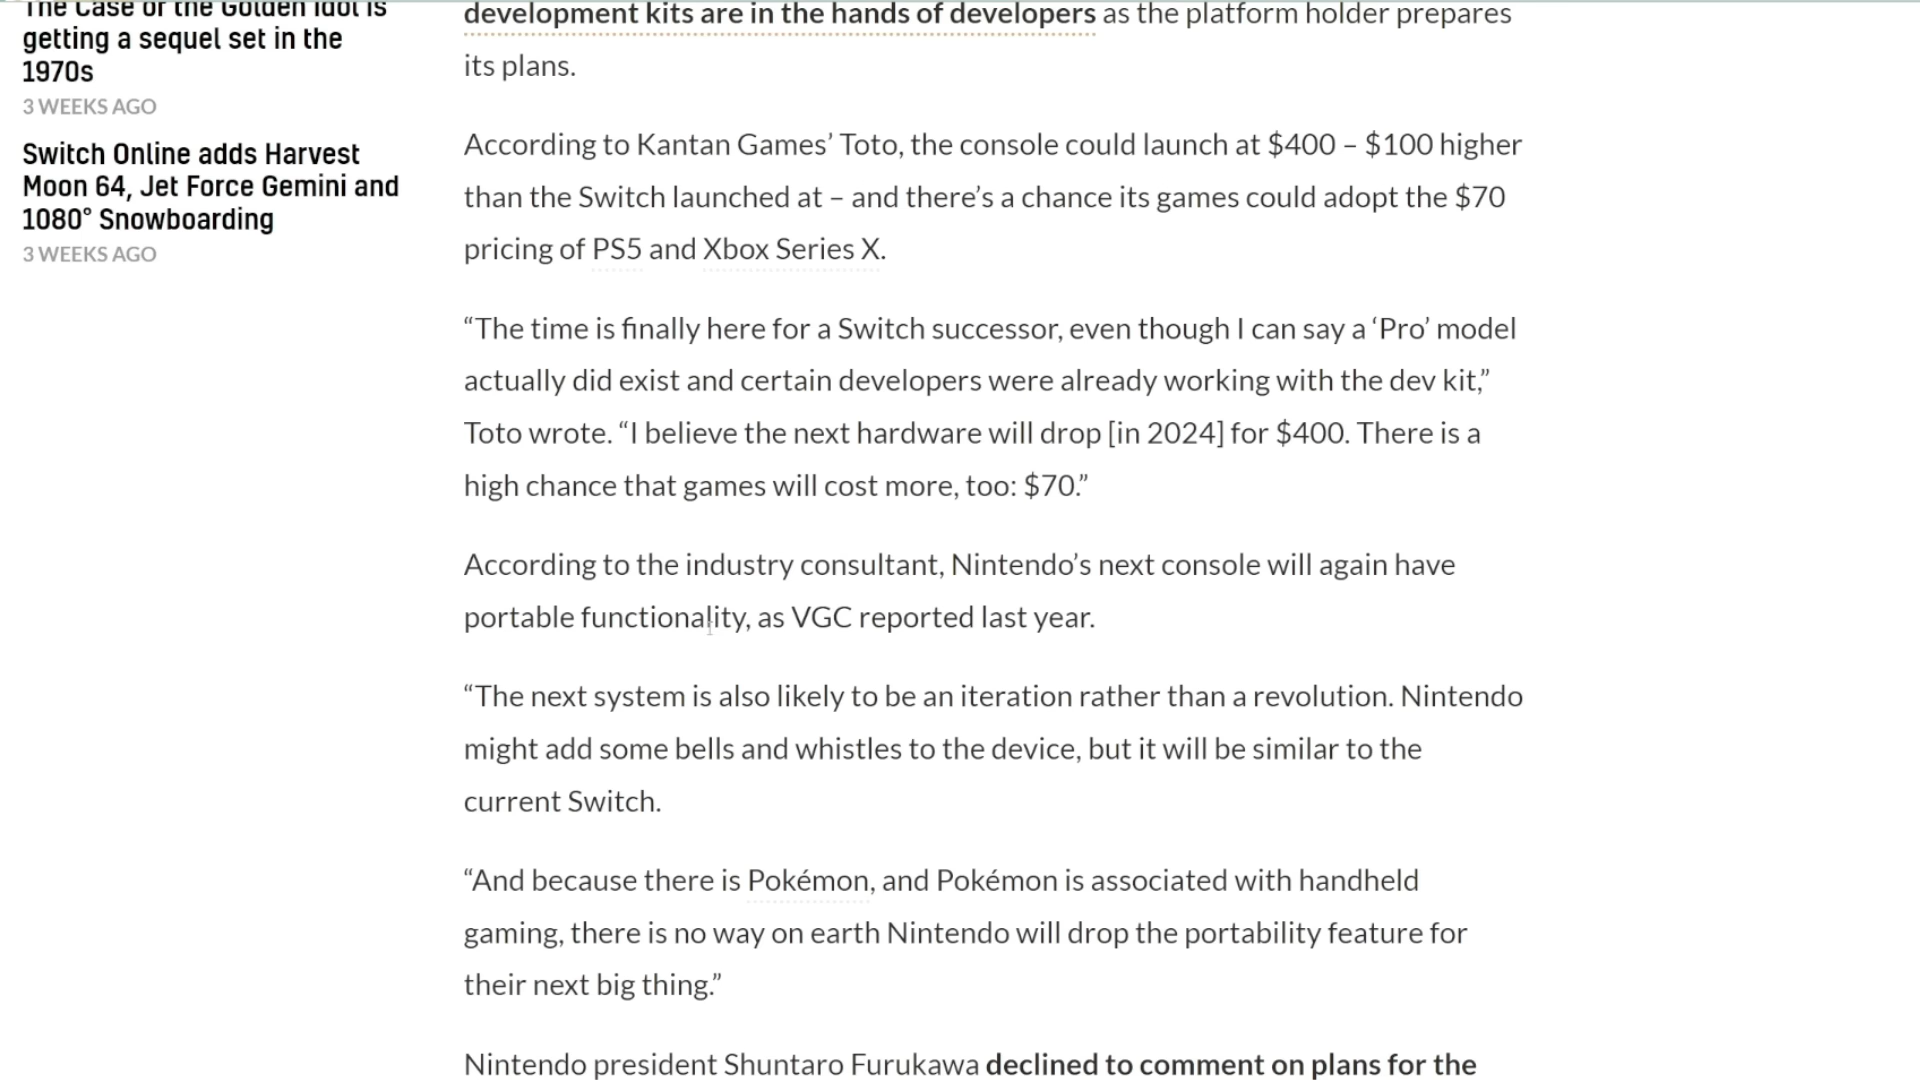 The Case of the Golden Idol is
getting a sequel set in the
1970s
3 WEEKS AGO
Switch Online adds Harvest
Moon 64, Jet Force Gemini and
1080° Snowboarding
3 WEEKS AGO
development kits are in the hands of developers as the platform holder prepares
its plans.
According to Kantan Games’ Toto, the console could launch at $400 – $100 higher
than the Switch launched at – and there’s a chance its games could adopt the $70
pricing of PS5 and Xbox Series X.
“The time is finally here for a Switch successor, even though I can say a ‘Pro’ model
actually did exist and certain developers were already working with the dev kit,”
Toto wrote. “I believe the next hardware will drop [in 2024] for $400. There is a
high chance that games will cost more, too: $70.”
According to the industry consultant, Nintendo’s next console will again have
portable functionality, as VGC reported last year.
“The next system is also likely to be an iteration rather than a revolution. Nintendo
might add some bells and whistles to the device, but it will be similar to the
current Switch.
“And because there is Pokémon, and Pokémon is associated with handheld
gaming, there is no way on earth Nintendo will drop the portability feature for
their next big thing.”
Nintendo president Shuntaro Furukawa declined to comment on plans for the